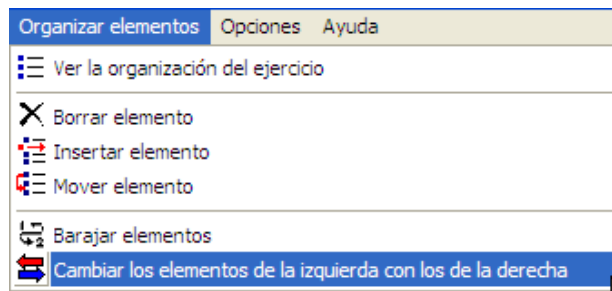 Organizar elementos Opciones Ayuda
Ver la organización del ejercicio
Borrar elemento
Insertar elemento
Mover elemento
Barajar elementos
Cambiar los elementos de la izquierda con los de la derecha